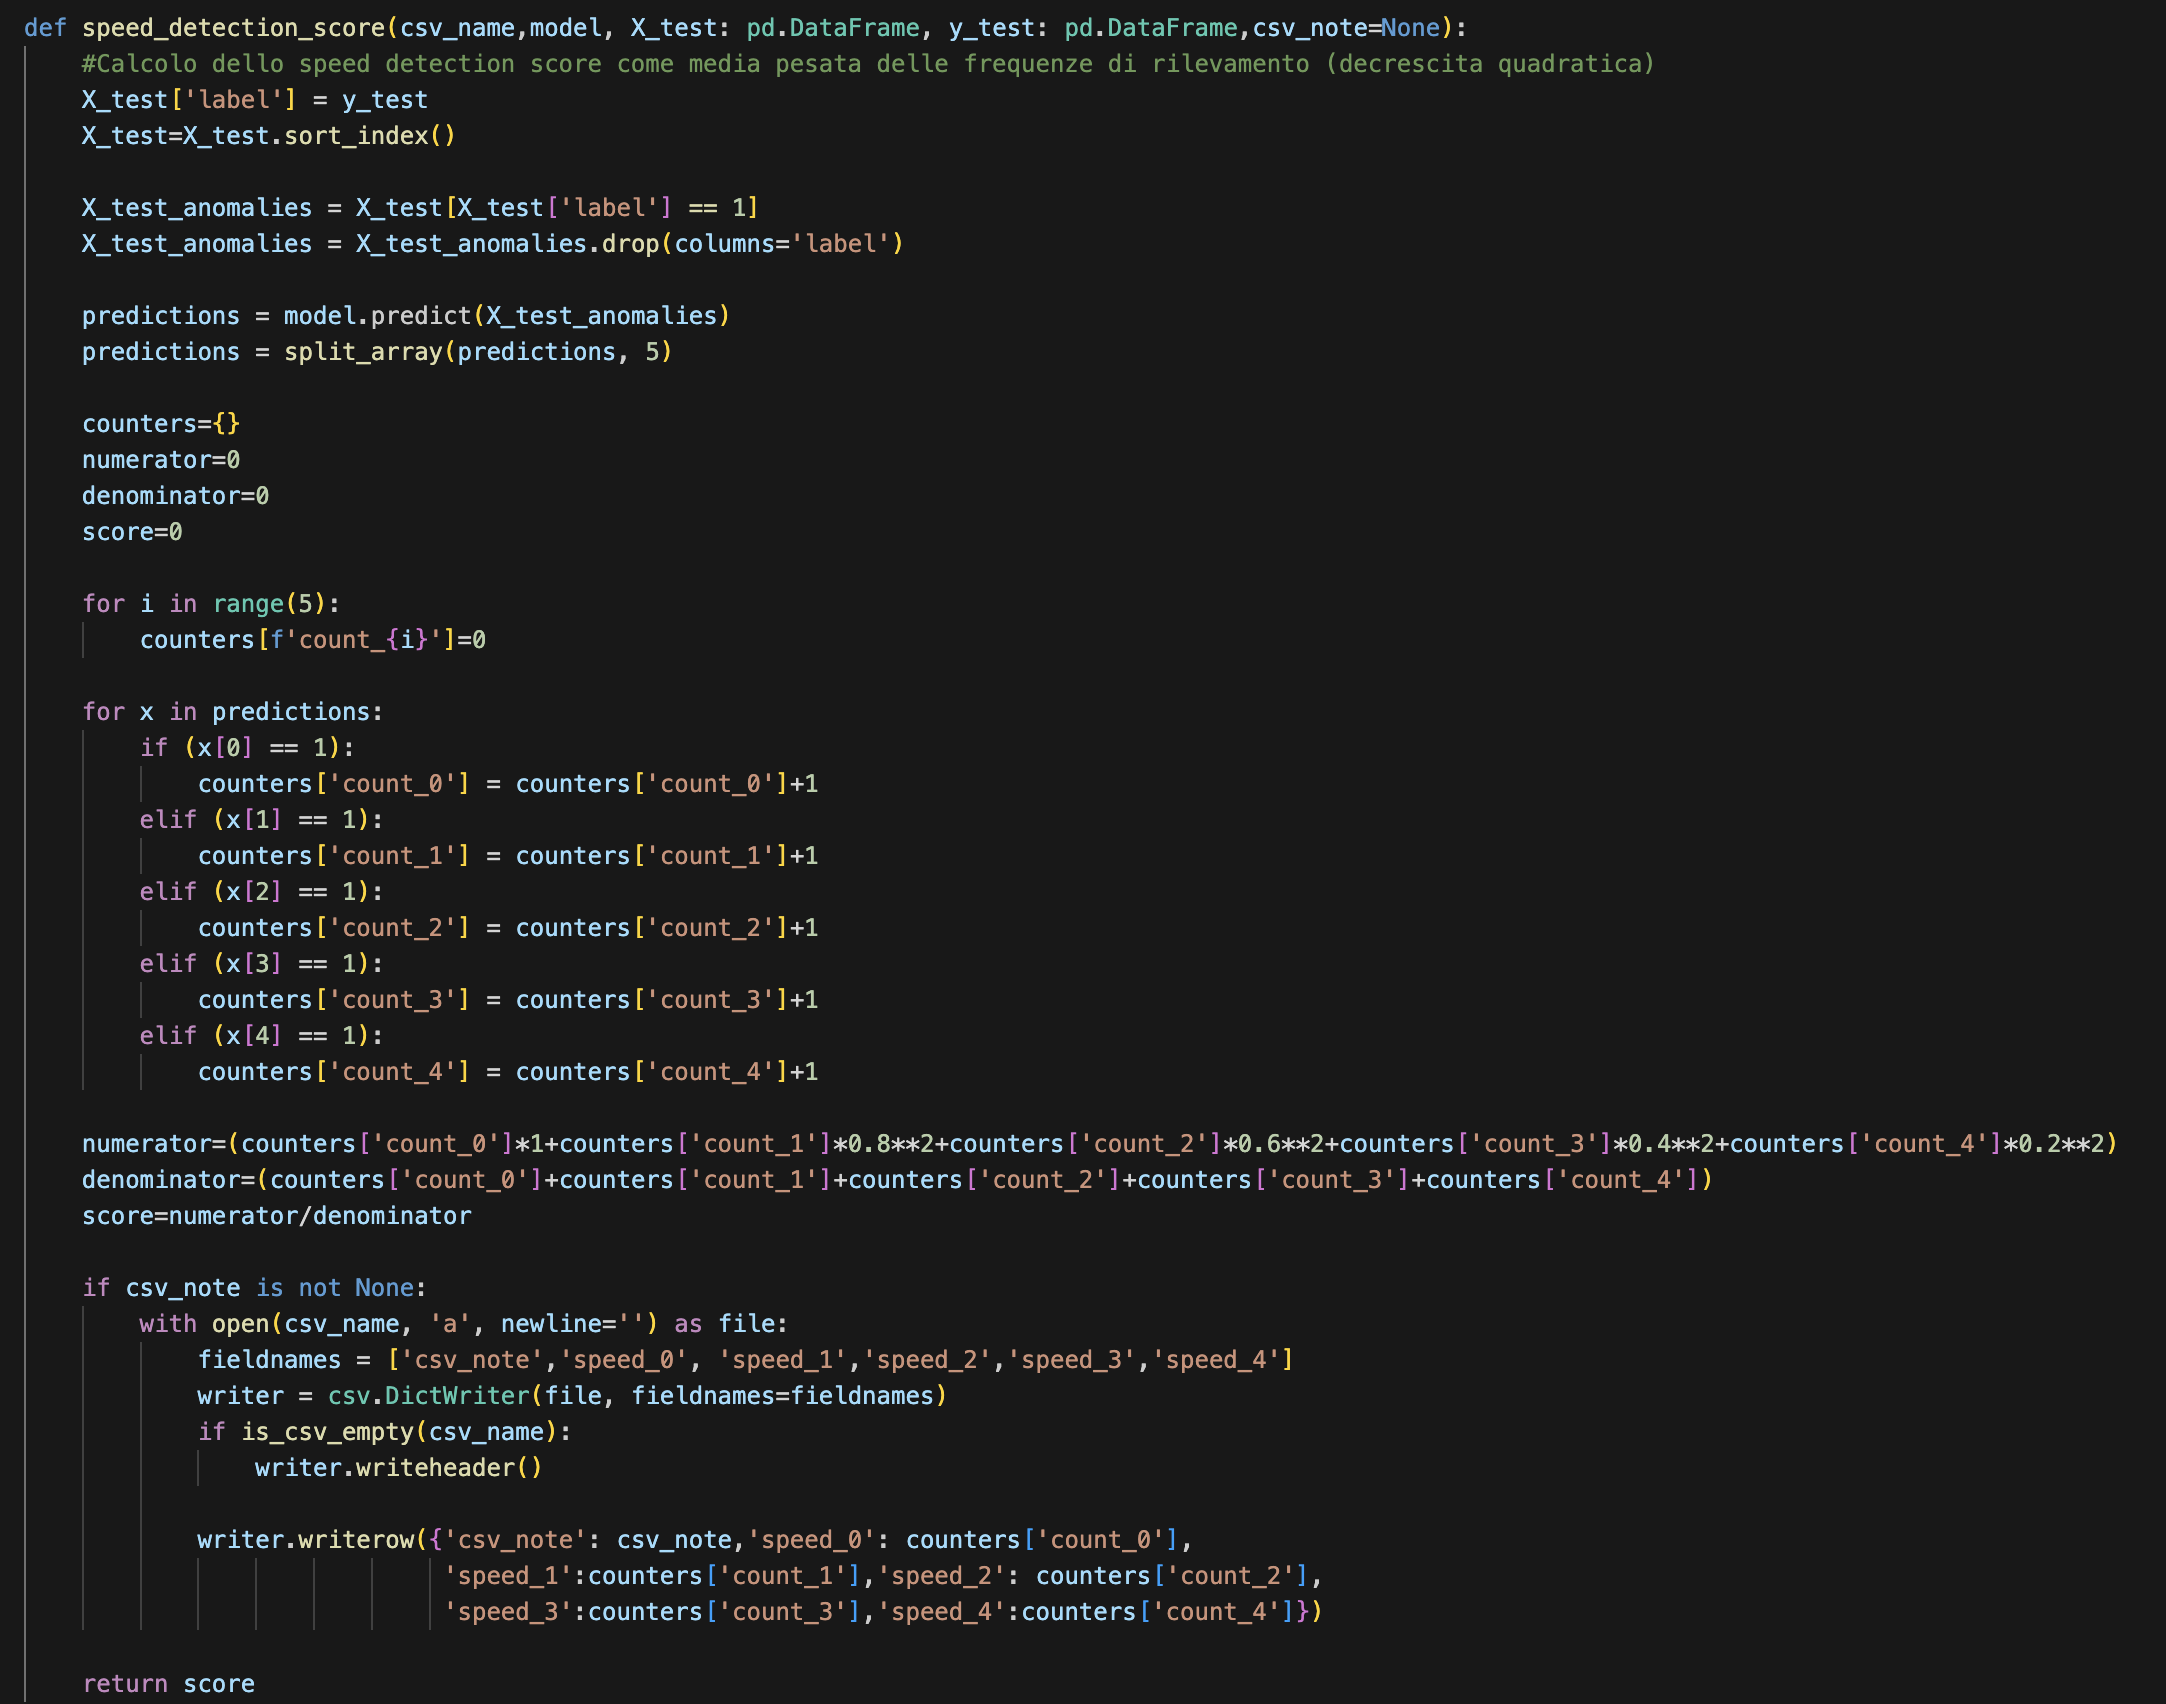 def speed_detection_score(csv_name,model, X_test: pd.DataFrame, y_test: pd.DataFrame,csv_note=None):
    #Calcolo dello speed detection score come media pesata delle frequenze di rilevamento (decrescita quadratica)
    X_test['label'] = y_test
    X_test=X_test.sort_index()

    X_test_anomalies = X_test[X_test['label'] == 1]
    X_test_anomalies = X_test_anomalies.drop(columns='label')

    predictions = model.predict(X_test_anomalies)
    predictions = split_array(predictions, 5)

    counters={}
    numerator=0
    denominator=0
    score=0

    for i in range(5):
        counters[f'count_{i}']=0

    for x in predictions:
        if (x[0] == 1):
            counters['count_0'] = counters['count_0']+1
        elif (x[1] == 1):
            counters['count_1'] = counters['count_1']+1
        elif (x[2] == 1):
            counters['count_2'] = counters['count_2']+1
        elif (x[3] == 1):
            counters['count_3'] = counters['count_3']+1
        elif (x[4] == 1):
            counters['count_4'] = counters['count_4']+1

    numerator=(counters['count_0']*1+counters['count_1']*0.8**2+counters['count_2']*0.6**2+counters['count_3']*0.4**2+counters['count_4']*0.2**2)
    denominator=(counters['count_0']+counters['count_1']+counters['count_2']+counters['count_3']+counters['count_4'])
    score=numerator/denominator

    if csv_note is not None:
        with open(csv_name, 'a', newline='') as file:
            fieldnames = ['csv_note','speed_0', 'speed_1','speed_2','speed_3','speed_4']
            writer = csv.DictWriter(file, fieldnames=fieldnames)
            if is_csv_empty(csv_name):
                writer.writeheader()

            writer.writerow({'csv_note': csv_note,'speed_0': counters['count_0'],
                             'speed_1':counters['count_1'],'speed_2': counters['count_2'],
                             'speed_3':counters['count_3'],'speed_4':counters['count_4']})

    return score